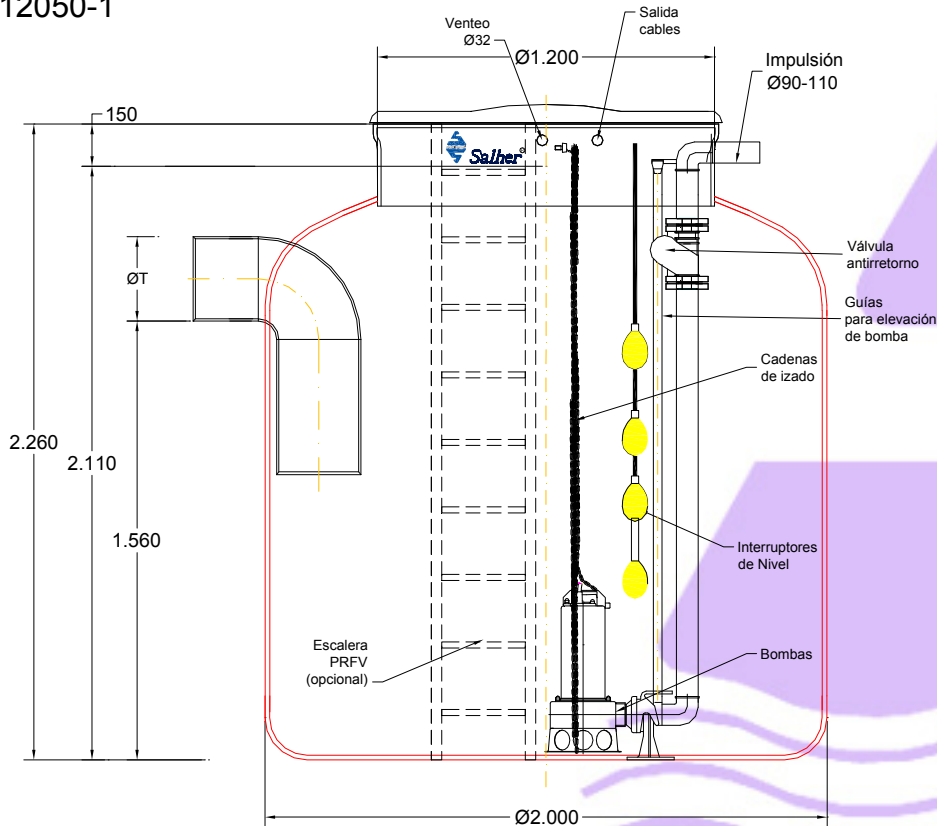 12050-1
Venteo
Ø32
Salida
cables
Ø1.200
Impulsión
Ø90-110
150
Salher
Válvula
antirretorno
ØT
Guías
para elevación
de bomba
Cadenas
de izado
2.260
2.110
1.560
Interruptores
de Nivel
Escalera
PRFV
(opcional)
Bombas
Ø2.000